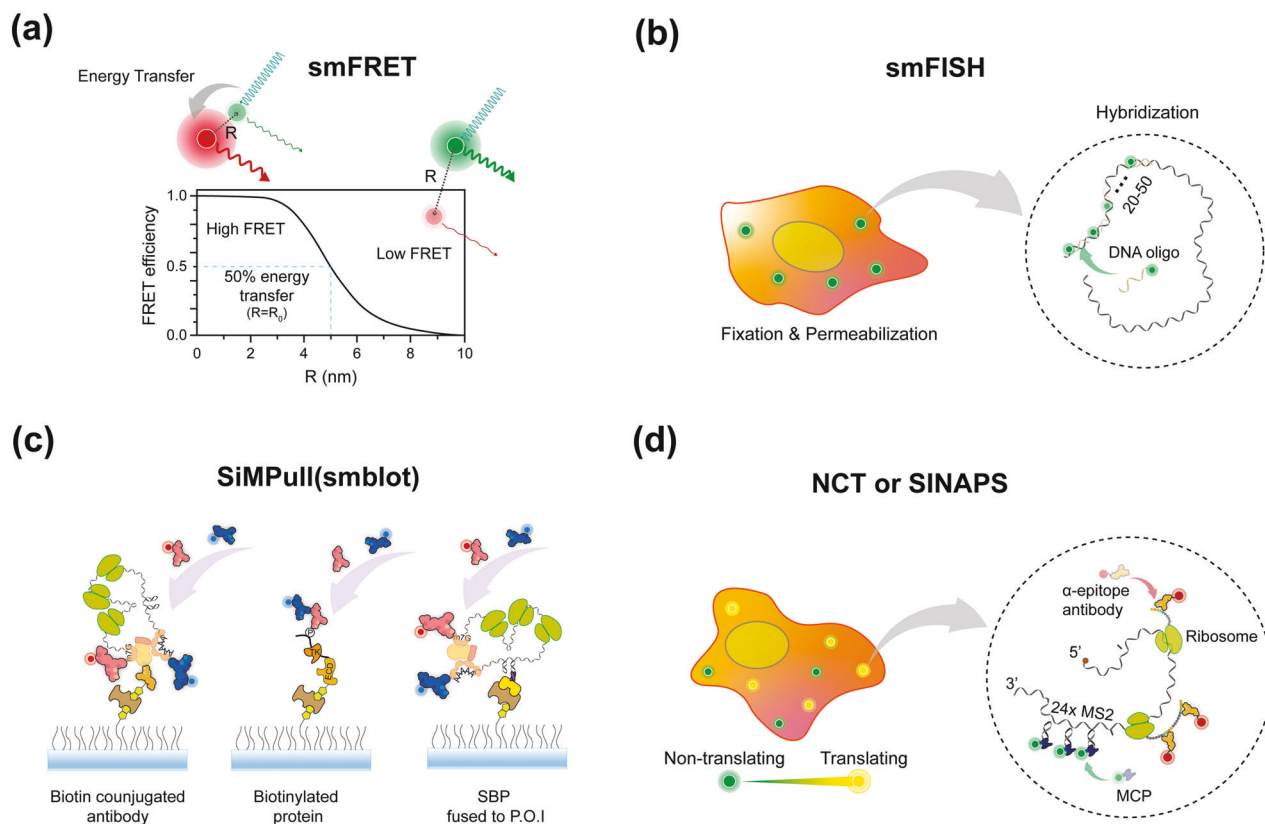 (a)
smFRET
Energy Transfer
R
R
1.0
High FRET
Low FRET
0.5
50% energy
transfer
(R=R₀)
0.0
FRET efficiency
0
2
4
6
8
10
R (nm)
(b)
smFISH
Hybridization
20-50
DNA oligo
Fixation & Permeabilization
(c)
SiMPull(smblot)
P
TK
ECD
m7G
Biotin counjugated
antibody
Biotinylated
protein
SBP
fused to P.O.I
(d)
NCT or SINAPS
α-epitope
antibody
Ribosome
5’
3’
24x MS2
MCP
Non-translating
Translating